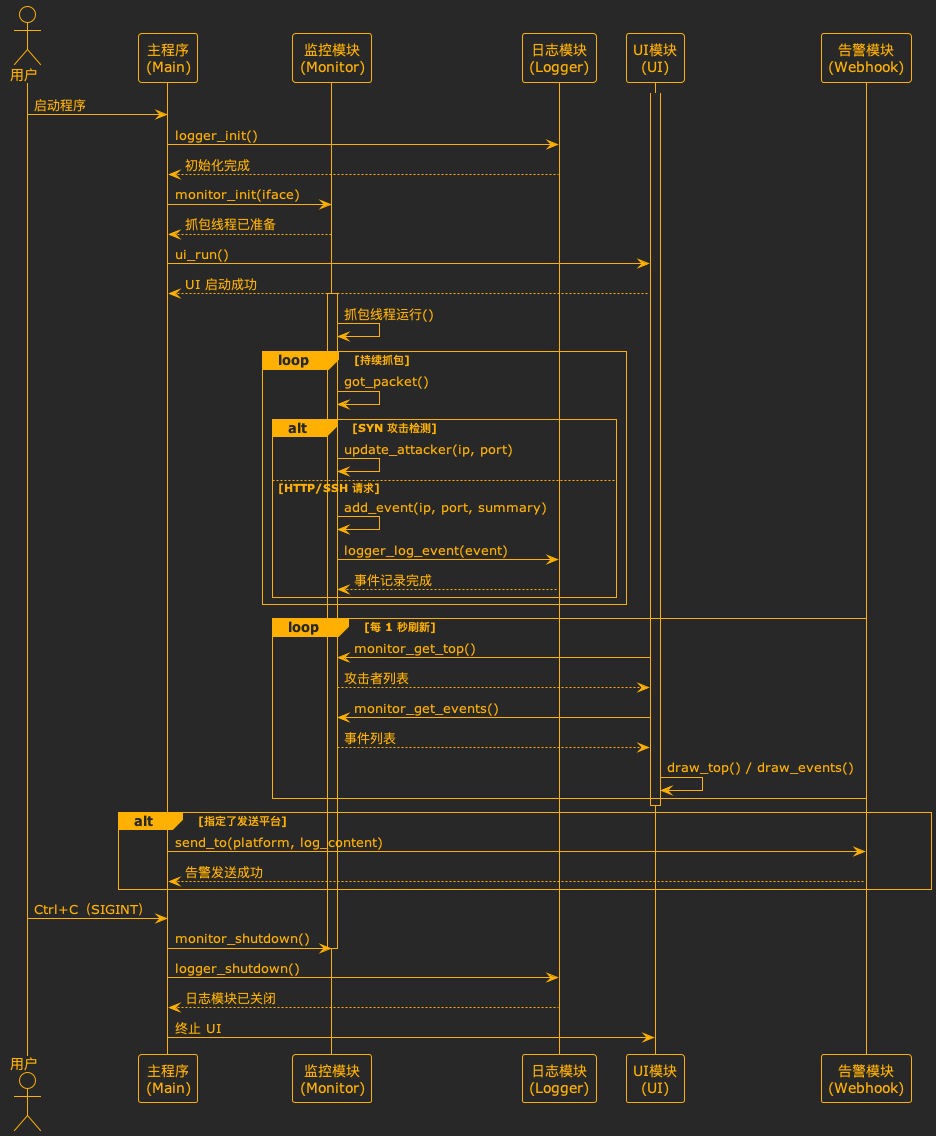 用户
主程序
(Main)
监控模块
(Monitor)
日志模块
(Logger)
UI模块
(UI)
告警模块
(Webhook)
启动程序
logger_init()
初始化完成
monitor_init(iface)
抓包线程已准备
ui_run()
UI 启动成功
抓包线程运行()
loop [持续抓包]
got_packet()
alt [SYN 攻击检测]
update_attacker(ip, port)
[HTTP/SSH 请求]
add_event(ip, port, summary)
logger_log_event(event)
事件记录完成
loop [每 1 秒刷新]
monitor_get_top()
攻击者列表
monitor_get_events()
事件列表
draw_top() / draw_events()
alt [指定了发送平台]
send_to(platform, log_content)
告警发送成功
Ctrl+C（SIGINT）
monitor_shutdown()
logger_shutdown()
日志模块已关闭
终止 UI
用户
主程序
(Main)
监控模块
(Monitor)
日志模块
(Logger)
UI模块
(UI)
告警模块
(Webhook)